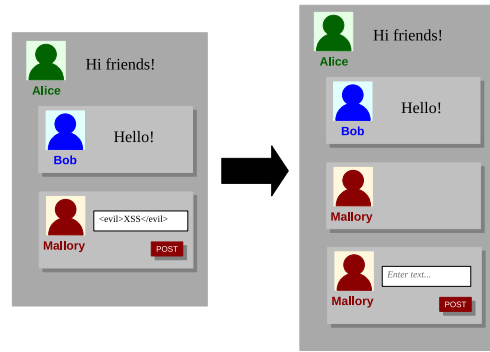 Hi friends!
Alice
Hello!
Bob
<evil>XSS</evil>
Mallory
POST
Hi friends!
Alice
Hello!
Bob
Mallory
Enter text...
Mallory
POST